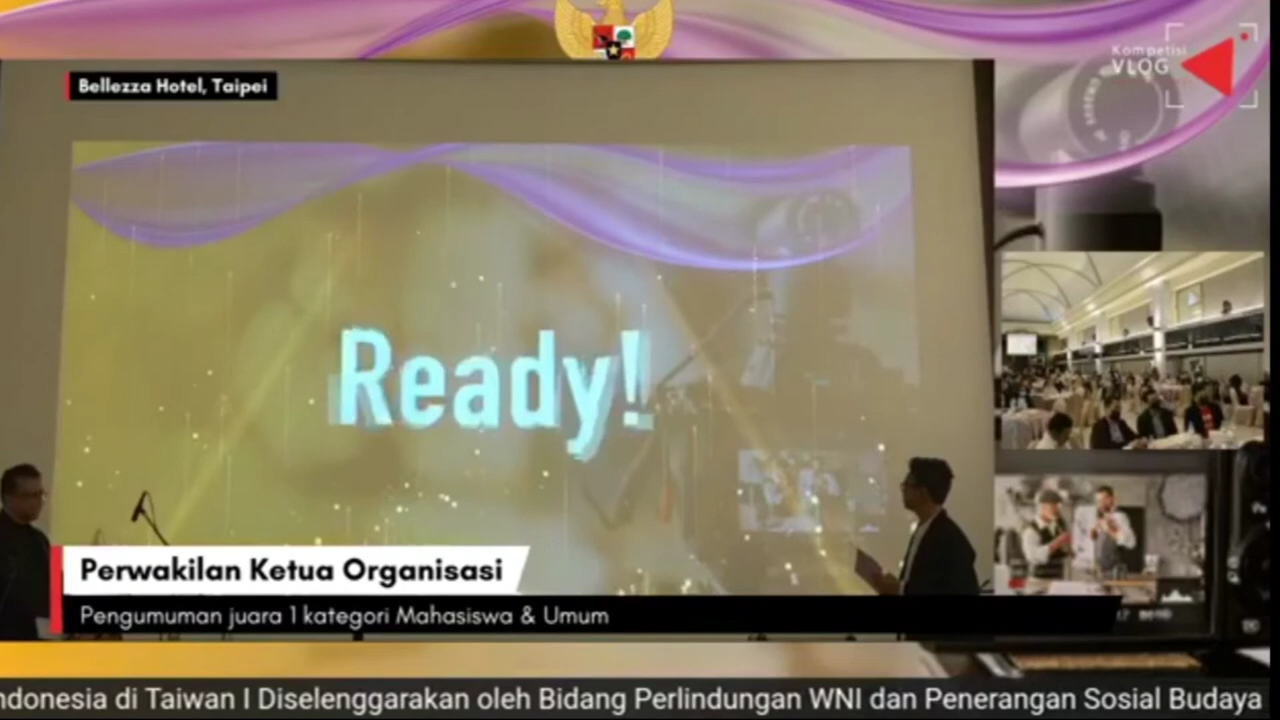 Bellezza Hotel, Taipei
Kompetisi
VLOG
Ready!
Perwakilan Ketua Organisasi
Pengumuman juara 1 kategori Mahasiswa & Umum
ndonesia di Taiwan I Diselenggarakan oleh Bidang Perlindungan WNI dan Penerangan Sosial Budaya